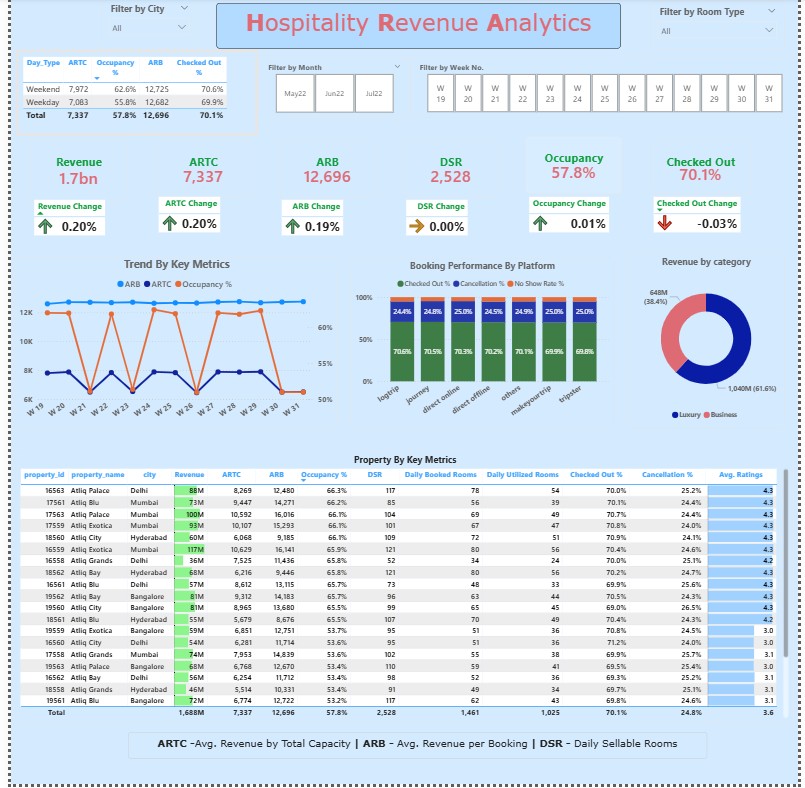 Filter by City
All
Hospitality Revenue Analytics
Filter by Room Type
All
Day_Type ARTC Occupancy % ARB Checked Out %
Weekend 7,972 62.6% 12,725 70.6%
Weekday 7,083 55.8% 12,682 69.9%
Total 7,337 57.8% 12,696 70.1%
Filter by Month
May22 Jun22 Jul22
Filter by Week No.
W 19 W 20 W 21 W 22 W 23 W 24 W 25 W 26 W 27 W 28 W 29 W 30 W 31
Revenue
1.7bn
ARTC
7,337
ARB
12,696
DSR
2,528
Occupancy
57.8%
Checked Out
70.1%
Revenue Change
0.20%
ARTC Change
0.20%
ARB Change
0.19%
DSR Change
0.00%
Occupancy Change
0.01%
Checked Out Change
-0.03%
Trend By Key Metrics
ARB ARTC Occupancy %
12K
10K
8K
6K
60%
55%
50%
W 19 W 20 W 21 W 22 W 23 W 24 W 25 W 26 W 27 W 28 W 29 W 30 W 31
Booking Performance By Platform
Checked Out % Cancellation % No Show Rate %
100%
50%
0%
24.4% 24.8% 25.0% 24.5% 24.9% 25.0% 25.0%
70.6% 70.5% 70.3% 70.2% 70.1% 69.9% 69.8%
logtrip journey direct online direct offline others makeyourtrip tripster
Revenue by category
648M
(38.4%)
1,040M (61.6%)
Luxury Business
Property By Key Metrics
property_id property_name city Revenue ARTC ARB Occupancy % DSR Daily Booked Rooms Daily Utilized Rooms Checked Out % Cancellation % Avg. Ratings
16563 Atliq Palace Delhi 88M 8,269 12,480 66.3% 117 78 54 70.0% 25.2% 4.3
17561 Atliq Blu Mumbai 73M 9,447 14,271 66.2% 85 56 39 70.1% 24.4% 4.3
17563 Atliq Palace Mumbai 100M 10,592 16,016 66.1% 104 69 49 70.7% 24.4% 4.3
17559 Atliq Exotica Mumbai 93M 10,107 15,293 66.1% 101 67 47 70.8% 24.0% 4.3
18560 Atliq City Hyderabad 60M 6,068 9,185 66.1% 109 72 51 70.9% 24.1% 4.3
16559 Atliq Exotica Mumbai 117M 10,629 16,141 65.9% 121 80 56 70.4% 24.6% 4.3
16558 Atliq Grands Delhi 36M 7,525 11,436 65.8% 52 34 24 70.0% 25.1% 4.2
18562 Atliq Bay Hyderabad 68M 6,216 9,446 65.8% 121 80 56 70.2% 24.7% 4.3
16561 Atliq Blu Delhi 57M 8,612 13,115 65.7% 73 48 33 69.9% 25.6% 4.3
19562 Atliq Bay Bangalore 81M 9,312 14,183 65.7% 96 63 44 70.5% 24.3% 4.3
19560 Atliq City Bangalore 81M 8,965 13,680 65.5% 99 65 45 69.0% 26.5% 4.3
18561 Atliq Blu Hyderabad 55M 5,679 8,676 65.5% 107 70 49 70.4% 24.3% 4.2
19559 Atliq Exotica Bangalore 59M 6,851 12,751 53.7% 95 51 36 70.8% 24.5% 3.0
16560 Atliq City Delhi 54M 6,281 11,714 53.6% 95 51 36 71.2% 24.0% 3.1
17558 Atliq Grands Mumbai 74M 7,953 14,839 53.6% 102 55 38 69.9% 25.7% 3.1
19563 Atliq Palace Bangalore 68M 6,768 12,670 53.4% 110 59 41 69.5% 25.4% 3.0
16562 Atliq Bay Delhi 56M 6,254 11,712 53.4% 98 52 36 69.3% 25.2% 3.1
18558 Atliq Grands Hyderabad 46M 5,514 10,331 53.4% 91 49 34 69.7% 25.1% 3.1
19561 Atliq Blu Bangalore 72M 6,774 12,722 53.2% 117 62 43 69.8% 24.6% 3.1
Total 1,688M 7,337 12,696 57.8% 2,528 1,461 1,025 70.1% 24.8% 3.6
ARTC -Avg. Revenue by Total Capacity | ARB - Avg. Revenue per Booking | DSR - Daily Sellable Rooms